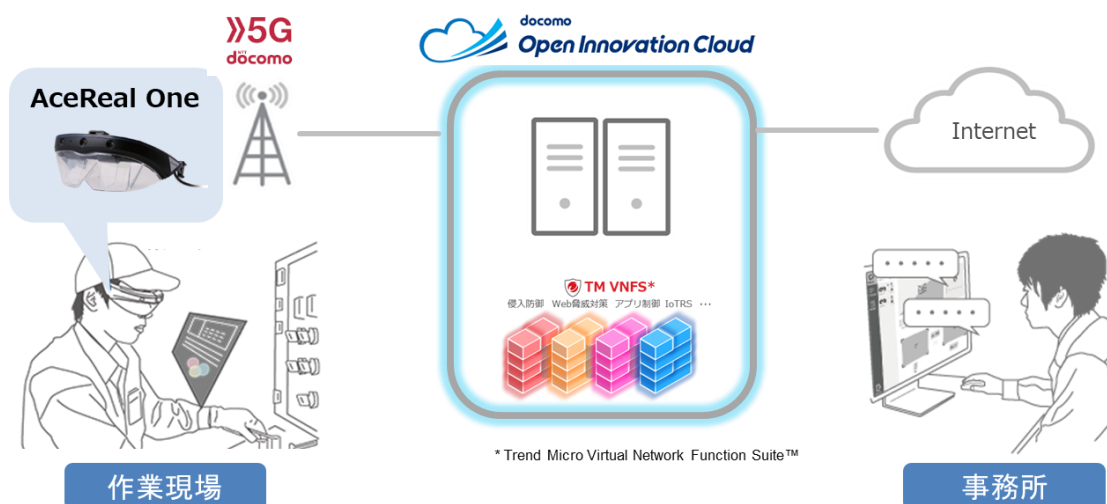 5G
NTT
docomo
docomo
Open Innovation Cloud
AceReal One
Internet
TM VNFS*
侵入防御 Web脅威対策 アプリ制御 IoTRS …
* Trend Micro Virtual Network Function Suite™
作業現場
事務所